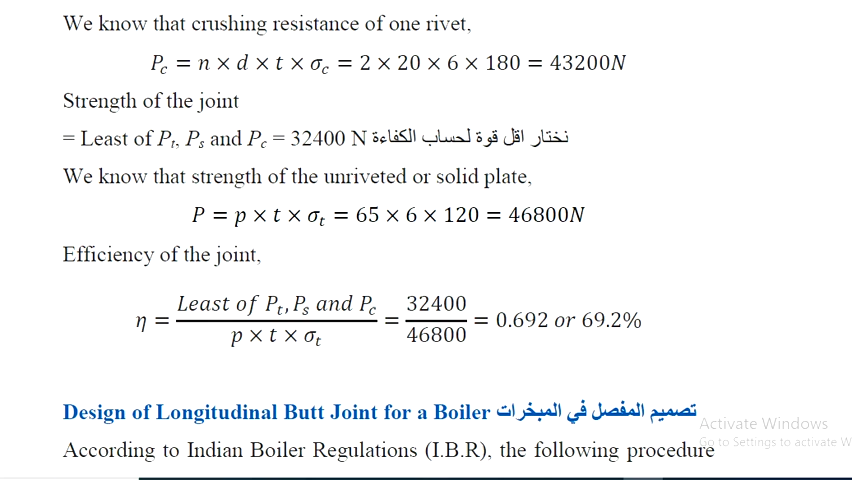 We know that crushing resistance of one rivet,
P_c = n × d × t × σ_c = 2 × 20 × 6 × 180 = 43200N
Strength of the joint
= Least of P_t, P_s and P_c = 32400 N نختار اقل قوة لحساب الكفاءة
We know that strength of the unriveted or solid plate,
P = p × t × σ_t = 65 × 6 × 120 = 46800N
Efficiency of the joint,
η = Least of P_t, P_s and P_c / p × t × σ_t = 32400 / 46800 = 0.692 or 69.2%
Design of Longitudinal Butt Joint for a Boiler تصميم المفصل في المبخرات
Activate Windows
Go to Settings to activate W
According to Indian Boiler Regulations (I.B.R), the following procedure